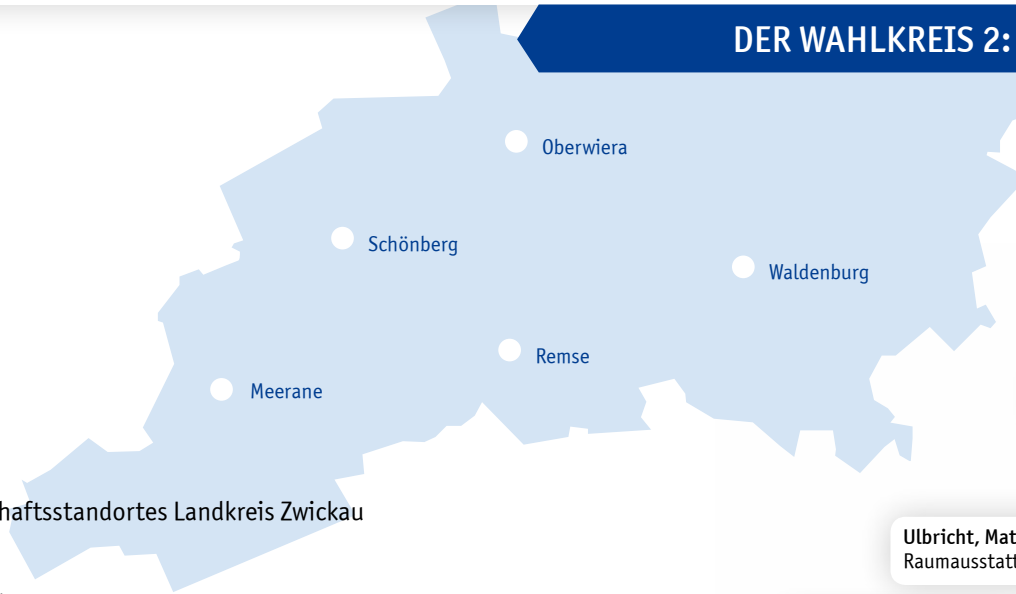 DER WAHLKREIS 2:
Oberwiera
Schönberg
Waldenburg
Remse
Meerane
haftsstandortes Landkreis Zwickau
Ulbricht, Mat
Raumausstatt